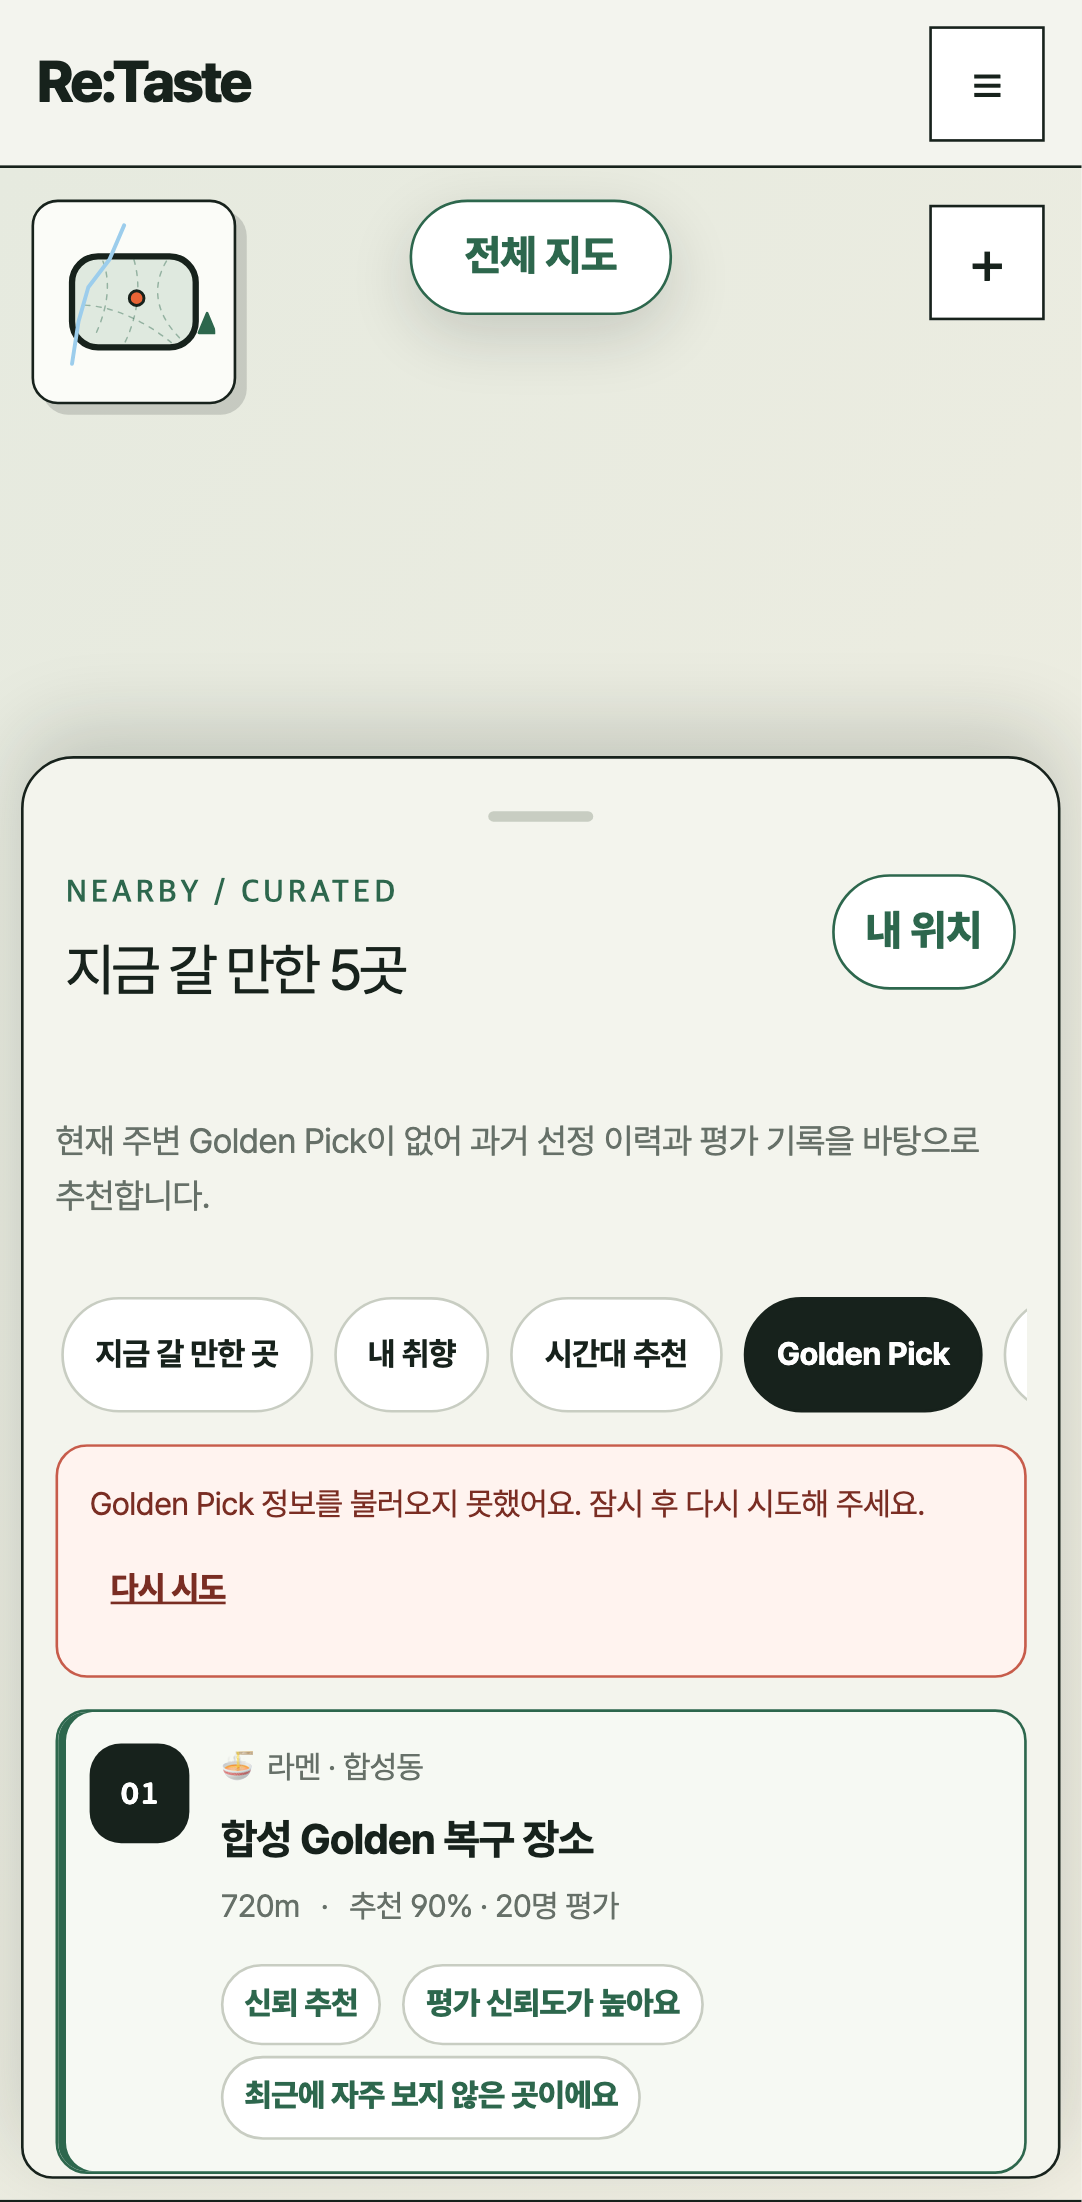 Re:Taste
≡
전체 지도
+
NEARBY / CURATED
지금 갈 만한 5곳
내 위치
현재 주변 Golden Pick이 없어 과거 선정 이력과 평가 기록을 바탕으로
추천합니다.
지금 갈 만한 곳
내 취향
시간대 추천
Golden Pick
Golden Pick 정보를 불러오지 못했어요. 잠시 후 다시 시도해 주세요.
다시 시도
01
🍜 라멘 · 합성동
합성 Golden 복구 장소
720m · 추천 90% · 20명 평가
신뢰 추천
평가 신뢰도가 높아요
최근에 자주 보지 않은 곳이에요